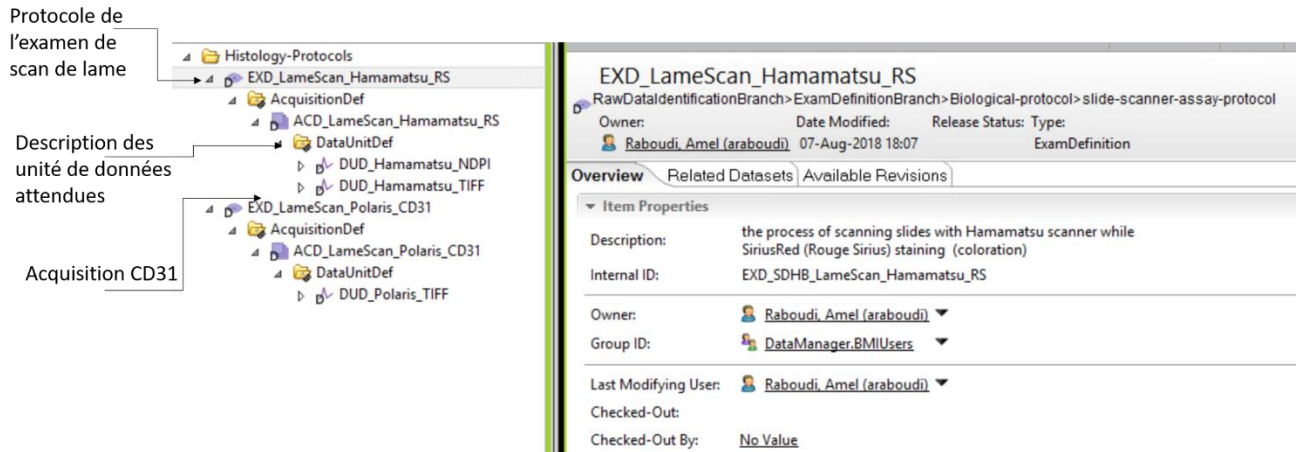 Protocole de
l'examen de
scan de lame
Description des
unité de données
attendues
Acquisition CD31
Histology-Protocols
EXD_LameScan_Hamamatsu_RS
AcquisitionDef
ACD_LameScan_Hamamatsu_RS
DataUnitDef
DUD_Hamamatsu_NDPI
DUD_Hamamatsu_TIFF
EXD_LameScan_Polaris_CD31
AcquisitionDef
ACD_LameScan_Polaris_CD31
DataUnitDef
DUD_Polaris_TIFF
EXD_LameScan_Hamamatsu_RS
RawDataIdentificationBranch>ExamDefinitionBranch>Biological-protocol>slide-scanner-assay-protocol
Owner: Date Modified: Release Status: Type:
Raboudi, Amel (araboudi) 07-Aug-2018 18:07 ExamDefinition
Overview Related Datasets Available Revisions
Item Properties
Description: the process of scanning slides with Hamamatsu scanner while
SiriusRed (Rouge Sirius) staining (coloration)
Internal ID: EXD_SDHB_LameScan_Hamamatsu_RS
Owner: Raboudi, Amel (araboudi)
Group ID: DataManager.BMIUsers
Last Modifying User: Raboudi, Amel (araboudi)
Checked-Out:
Checked-Out By: No Value